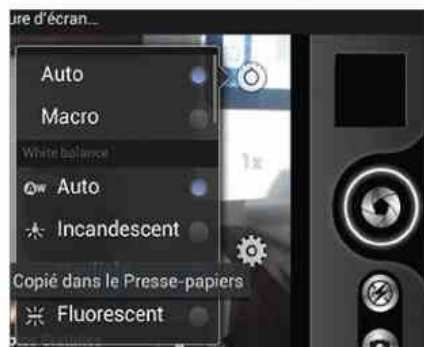 ure d'écran...
Auto
Macro
White balance
1x
Auto
Incandescent
Copié dans le Presse-papiers
Fluorescent